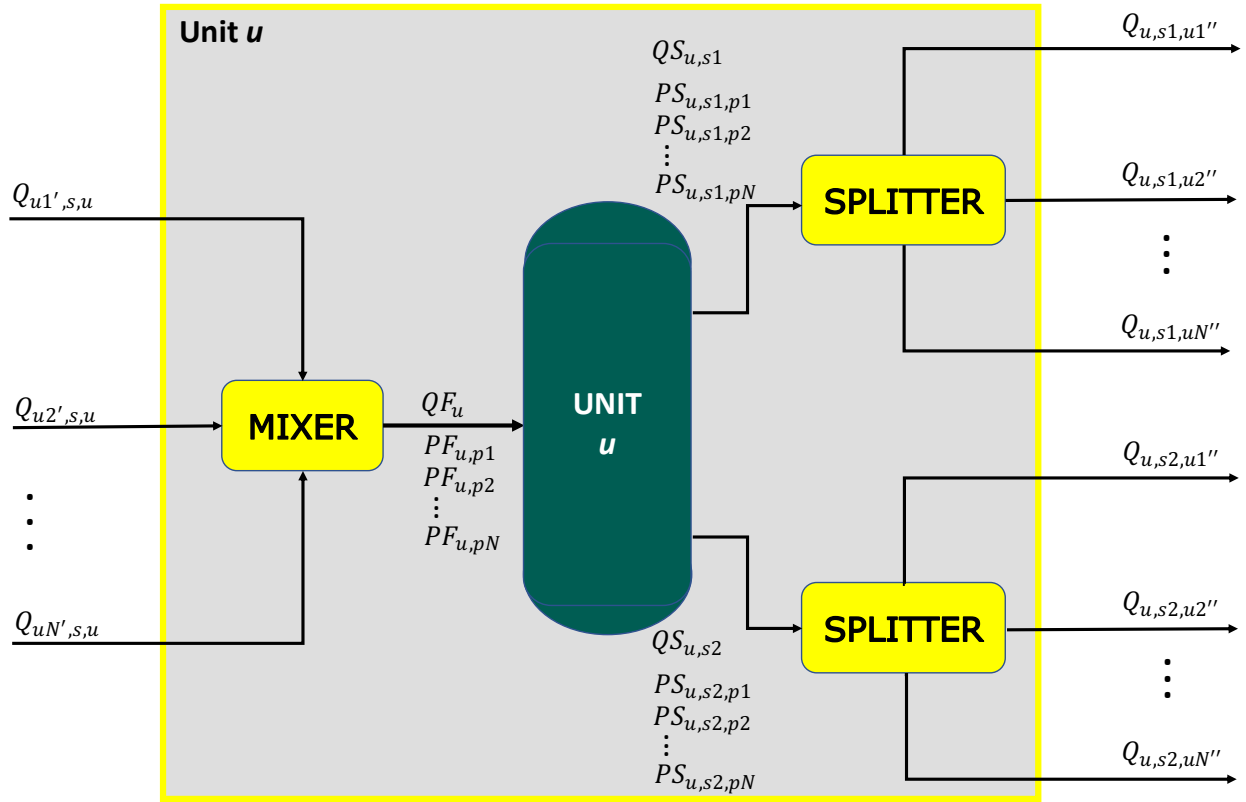 Unit u
Q_{u1',s,u}
Q_{u2',s,u}
⋮
Q_{uN',s,u}
MIXER
QF_u
PF_{u,p1}
PF_{u,p2}
⋮
PF_{u,pN}
UNIT
u
QS_{u,s1}
PS_{u,s1,p1}
PS_{u,s1,p2}
⋮
PS_{u,s1,pN}
SPLITTER
Q_{u,s1,u1''}
Q_{u,s1,u2''}
⋮
Q_{u,s1,uN''}
QS_{u,s2}
PS_{u,s2,p1}
PS_{u,s2,p2}
⋮
PS_{u,s2,pN}
SPLITTER
Q_{u,s2,u1''}
Q_{u,s2,u2''}
⋮
Q_{u,s2,uN''}